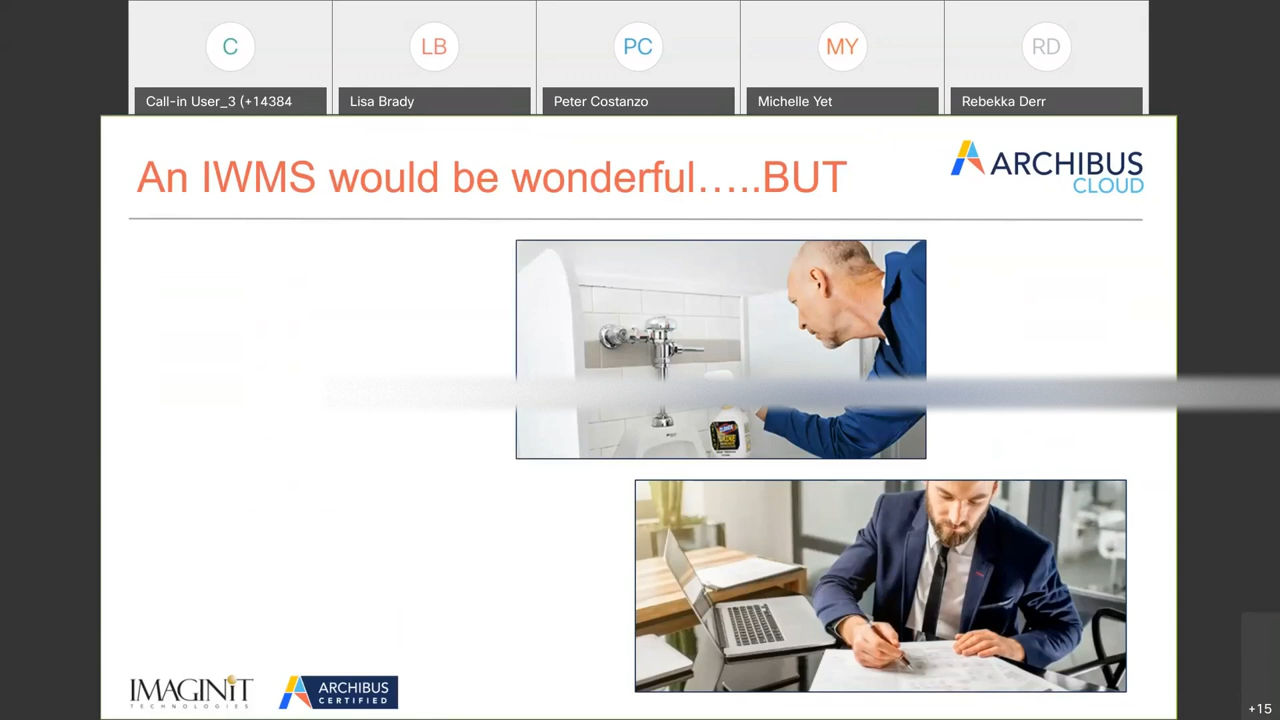 C
LB
PC
MY
RD
Call-in User_3 (+14384
Lisa Brady
Peter Costanzo
Michelle Yet
Rebekka Derr
An IWMS would be wonderful…..BUT
ARCHIBUS
CLOUD
IMAGINiT
TECHNOLOGIES
ARCHIBUS
CERTIFIED
+15